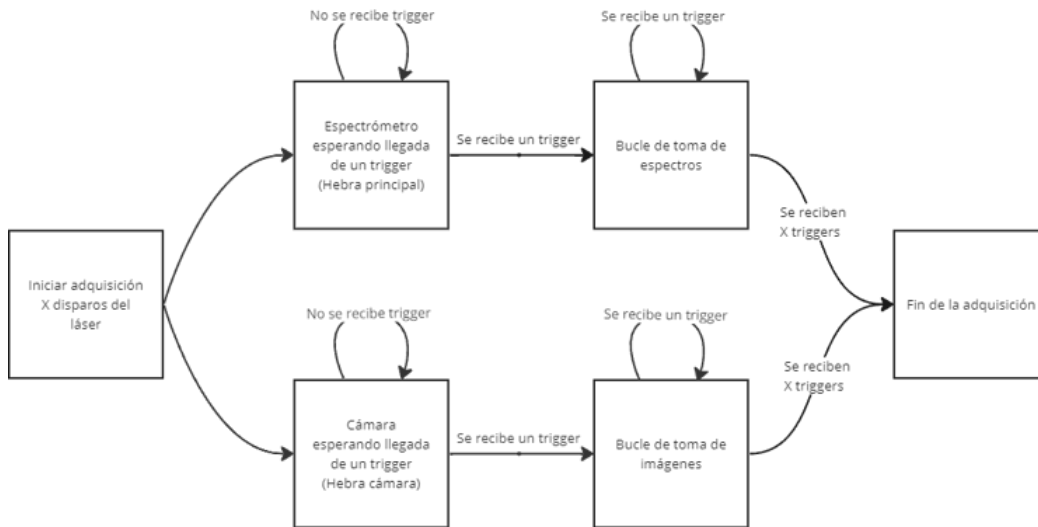 No se recibe trigger
Se recibe un trigger
Espectrómetro
esperando llegada
de un trigger
(Hebra principal)
Se recibe un trigger
Bucle de toma de
espectros
Se reciben
X triggers
Iniciar adquisición
X disparos del
láser
Fin de la adquisición
No se recibe trigger
Se recibe un trigger
Cámara
esperando llegada
de un trigger
(Hebra cámara)
Se recibe un trigger
Bucle de toma de
imágenes
Se reciben
X triggers